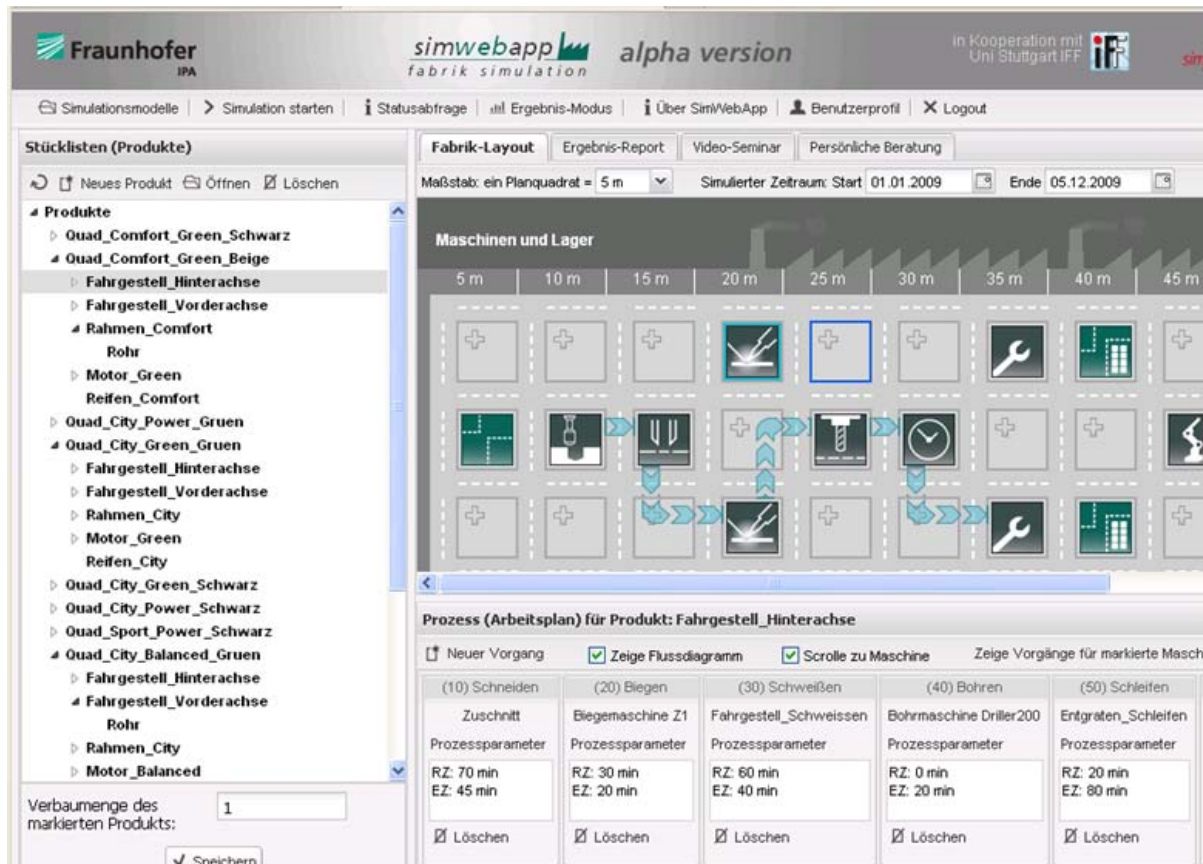 Fraunhofer
IPA
simwebapp
fabrik simulation
alpha version
in Kooperation mit
Uni Stuttgart IFF
iFF
sim
Simulationsmodelle
Simulation starten
Statusabfrage
Ergebnis-Modus
Über SimWebApp
Benutzerprofil
Logout
Stücklisten (Produkte)
Neues Produkt Öffnen Löschen
Produkte
Quad_Comfort_Green_Schwarz
Quad_Comfort_Green_Beige
Fahrgestell_Hinterachse
Fahrgestell_Vorderachse
Rahmen_Comfort
Rohr
Motor_Green
Reifen_Comfort
Quad_City_Power_Gruen
Quad_City_Green_Gruen
Fahrgestell_Hinterachse
Fahrgestell_Vorderachse
Rahmen_City
Motor_Green
Reifen_City
Quad_City_Green_Schwarz
Quad_City_Power_Schwarz
Quad_Sport_Power_Schwarz
Quad_City_Balanced_Gruen
Fahrgestell_Hinterachse
Fahrgestell_Vorderachse
Rohr
Rahmen_City
Motor_Balanced
Verbaumenge des
markierten Produkts:
1
Speichern
Fabrik-Layout
Ergebnis-Report
Video-Seminar
Persönliche Beratung
Maßstab: ein Planquadrat = 5 m Simulierter Zeitraum: Start 01.01.2009 Ende 05.12.2009
Maschinen und Lager
5 m 10 m 15 m 20 m 25 m 30 m 35 m 40 m 45 m
Prozess (Arbeitsplan) für Produkt: Fahrgestell_Hinterachse
Neuer Vorgang Zeige Flussdiagramm Scrolle zu Maschine Zeige Vorgänge für markierte Masch
(10) Schneiden
Zuschnitt
Prozessparameter
RZ: 70 min
EZ: 45 min
Löschen
(20) Biegen
Biegemaschine Z1
Prozessparameter
RZ: 30 min
EZ: 20 min
Löschen
(30) Schweißen
Fahrgestell_Schweissen
Prozessparameter
RZ: 60 min
EZ: 40 min
Löschen
(40) Bohren
Bohrmaschine Driller200
Prozessparameter
RZ: 0 min
EZ: 20 min
Löschen
(50) Schleifen
Entgraten_Schleifen
Prozessparameter
RZ: 20 min
EZ: 80 min
Löschen